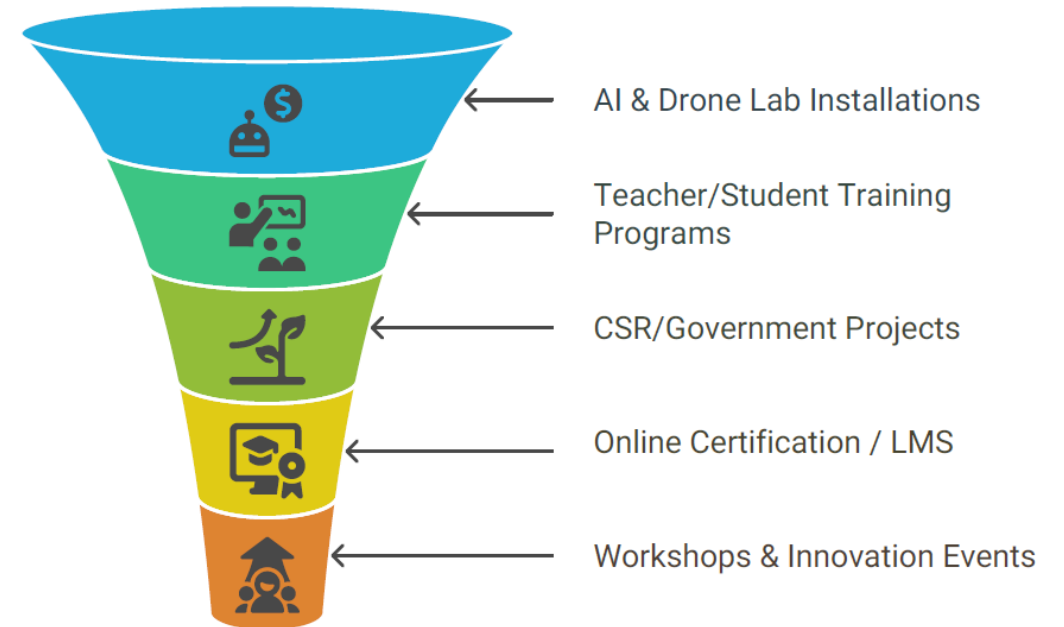 $
AI & Drone Lab Installations
Teacher/Student Training
Programs
CSR/Government Projects
Online Certification / LMS
Workshops & Innovation Events